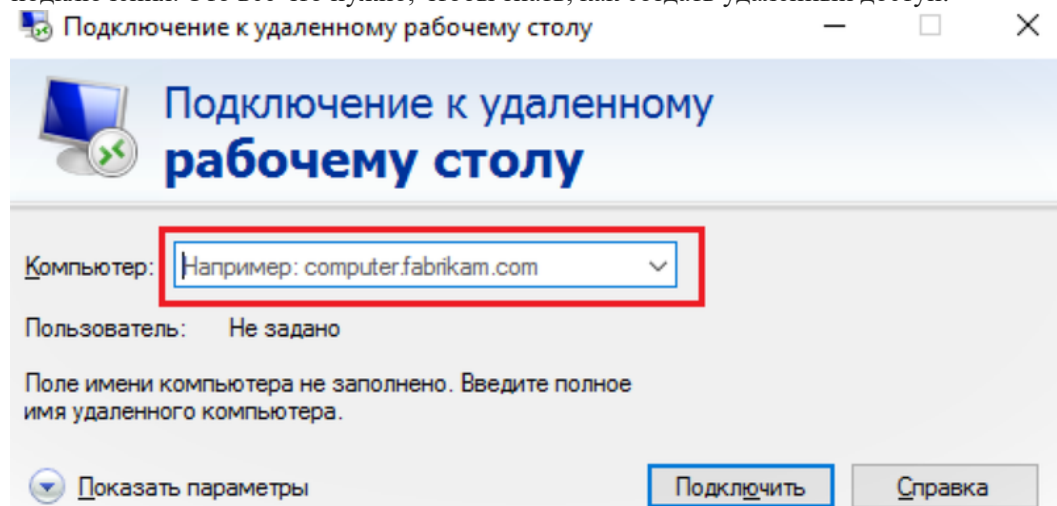 Подключение к удаленному рабочему столу
Подключение к удаленному
рабочему столу
Компьютер: Например: computer.fabrikam.com
Пользователь: Не задано
Поле имени компьютера не заполнено. Введите полное
имя удаленного компьютера.
Показать параметры Подключить Справка